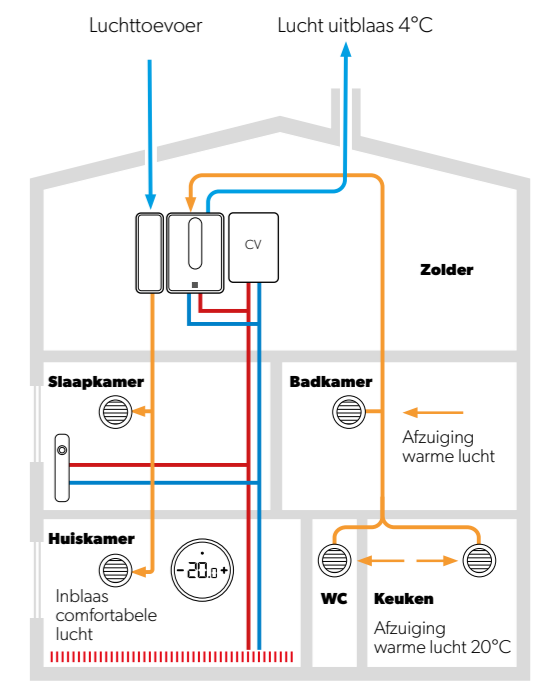 Luchttoevoer
Lucht uitblaas 4°C
CV
Zolder
Slaapkamer
Badkamer
Afzuiging
warme lucht
Huiskamer
-20.0+
Inblaas
comfortabele
lucht
WC
Keuken
Afzuiging
warme lucht 20°C